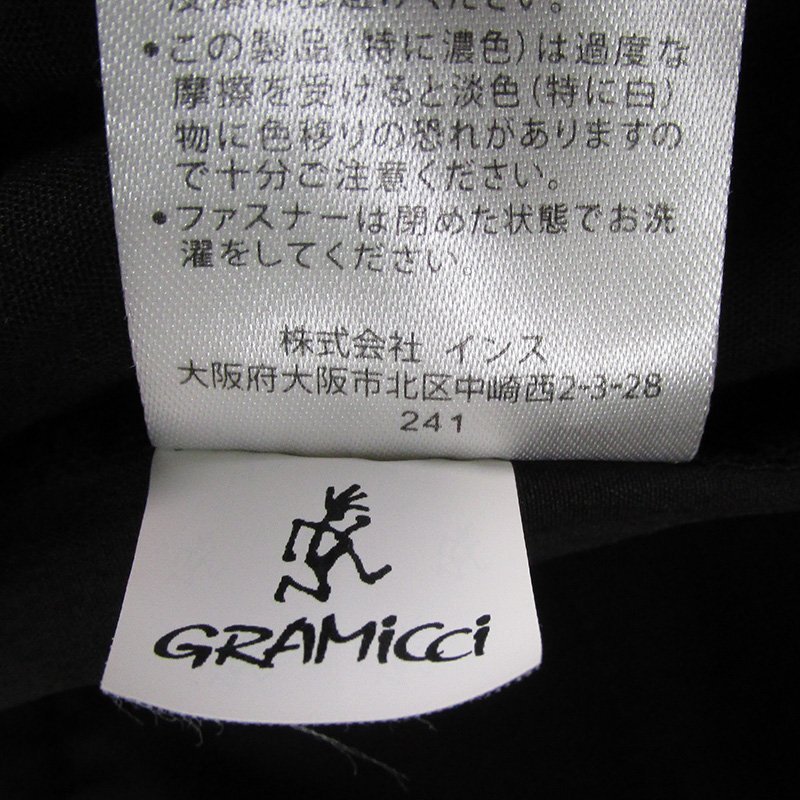 ください。
•この製品(特に濃色)は過度な
摩擦を受けると淡色(特に白)
物に色移りの恐れがありますの
で十分ご注意ください。
•ファスナーは閉めた状態でお洗
濯をしてください。
株式会社 インス
大阪府大阪市北区中崎西2-3-28
241
GRAMiCCi